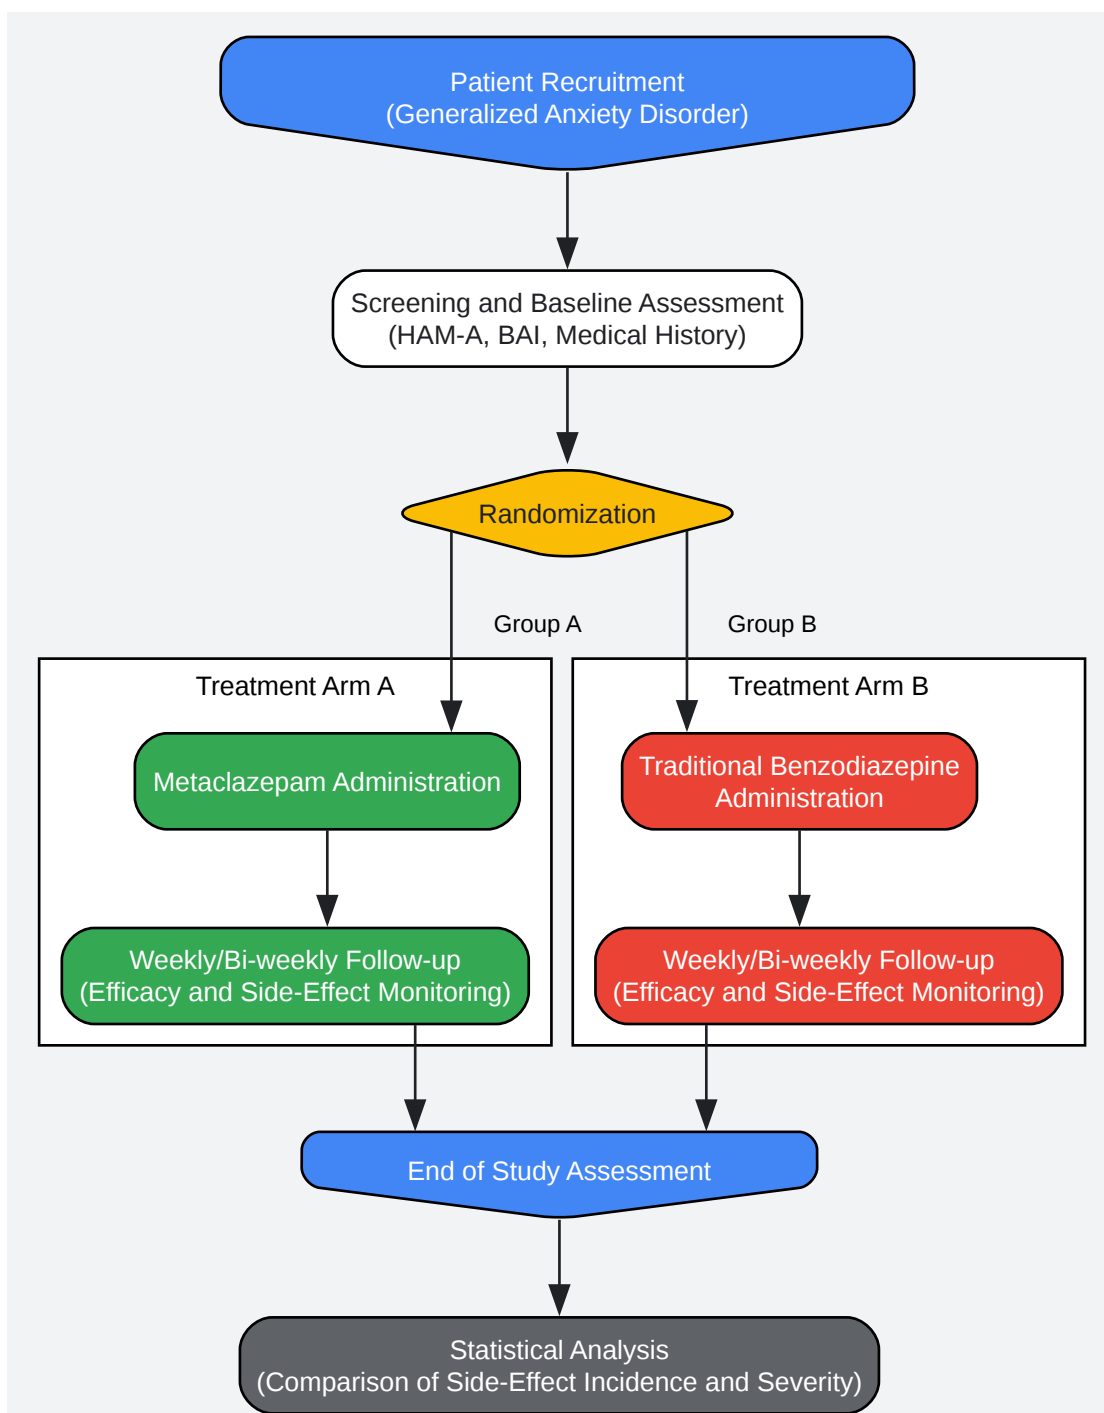 Patient Recruitment
(Generalized Anxiety Disorder)
Screening and Baseline Assessment
(HAM-A, BAI, Medical History)
Randomization
Group A
Group B
Treatment Arm A
Metaclazepam Administration
Weekly/Bi-weekly Follow-up
(Efficacy and Side-Effect Monitoring)
Treatment Arm B
Traditional Benzodiazepine
Administration
Weekly/Bi-weekly Follow-up
(Efficacy and Side-Effect Monitoring)
End of Study Assessment
Statistical Analysis
(Comparison of Side-Effect Incidence and Severity)